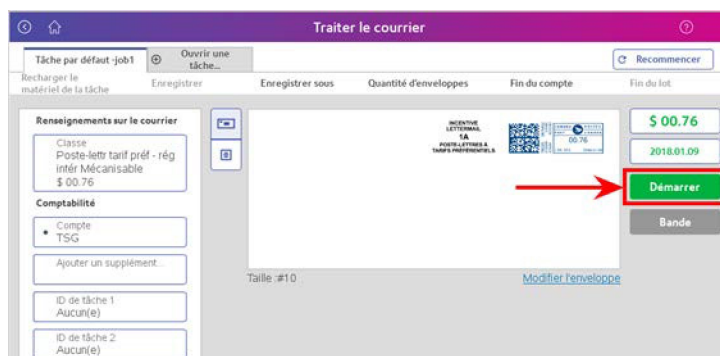 Traiter le courrier
Tâche par défaut -job1
Ouvrir une
tâche...
Recommencer
Recharger le
matériel de la tâche
Enregistrer
Enregistrer sous
Quantité d'enveloppes
Fin du compte
Fin du lot
Renseignements sur le courrier
Classe
Poste-lettr tarif préf - rég
intér Mécanisable
$ 00.76
Comptabilité
Compte
TSG
Ajouter un supplément...
ID de tâche 1
Aucun(e)
ID de tâche 2
Aucun(e)
INCENTIVE
LETTERMAIL
1A
POSTE-LETTRES À
TARIFS PRÉFÉRENTIELS
00.76
Taille :#10
Modifier l'enveloppe
$ 00.76
2018.01.09
Démarrer
Bande